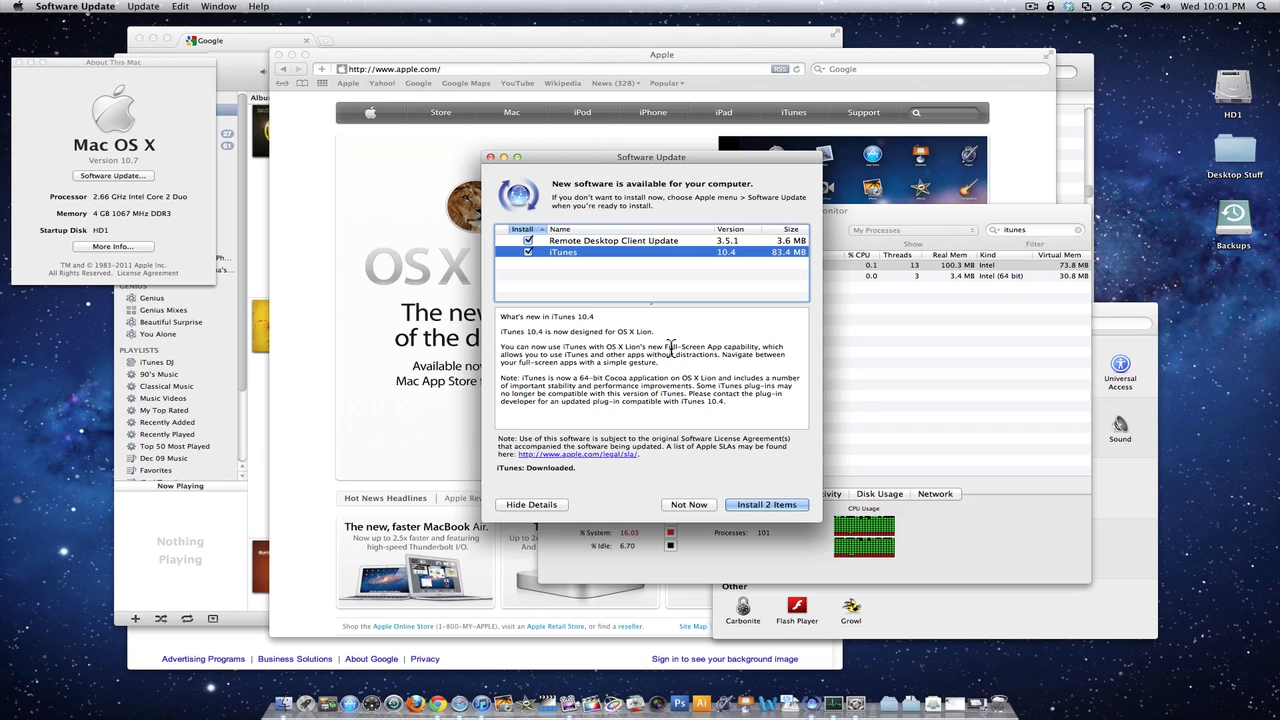 Software Update Update Edit Window Help
Wed 10:01 PM
Google
About This Mac
Mac OS X
Version 10.7
Software Update...
Processor 2.66 GHz Intel Core 2 Duo
Memory 4 GB 1067 MHz DDR3
Startup Disk HD1
More Info...
TM and © 1983-2011 Apple Inc.
All Rights Reserved. License Agreement
Apple
http://www.apple.com/
RSS
Google
Apple Yahoo! Google Google Maps YouTube Wikipedia News (328) Popular
Store Mac iPod iPhone iPad iTunes Support
OS X
The new
of the d
Available now
Mac App Store
Hot News Headlines
The new, faster MacBook Air.
Now up to 2.5x faster and featuring
high-speed Thunderbolt I/O.
Shop the Apple Online Store (1-800-MY-APPLE), visit an Apple Retail Store, or find a reseller.
Site Map
27
61
GENIUS
Genius
Genius Mixes
Beautiful Surprise
You Alone
iTunes DJ
90's Music
Classical Music
Music Videos
My Top Rated
Recently Added
Recently Played
Top 50 Most Played
Dec 09 Music
Favorites
Now Playing
Nothing
Playing
Advertising Programs Business Solutions About Google Privacy
Sign in to see your background image
Software Update
New software is available for your computer.
If you don't want to install now, choose Apple menu > Software Update
when you're ready to install.
Install Name Version Size
Remote Desktop Client Update 3.5.1 3.6 MB
iTunes 10.4 83.4 MB
What's new in iTunes 10.4
iTunes 10.4 is now designed for OS X Lion.
You can now use iTunes with OS X Lion's new Full-Screen App capability, which
allows you to use iTunes and other apps without distractions. Navigate between
your full-screen apps with a simple gesture.
Note: iTunes is now a 64-bit Cocoa application on OS X Lion and includes a number
of important stability and performance improvements. Some iTunes plug-ins may
no longer be compatible with this version of iTunes. Please contact the plug-in
developer for an updated plug-in compatible with iTunes 10.4.
Note: Use of this software is subject to the original Software License Agreement(s)
that accompanied the software being updated. A list of Apple SLAs may be found
here: http://www.apple.com/legal/sla/.
iTunes: Downloaded.
Hide Details
Not Now
Install 2 Items
My Processes
itunes
Show
Filter
% CPU Threads Real Mem Kind Virtual Mem
0.1 13 100.3 MB Intel 73.8 MB
0.0 3 3.4 MB Intel (64 bit) 30.8 MB
Disk Usage Network
CPU Usage
% System: 16.03
% Idle: 6.70
Processes: 101
Universal
Access
Sound
Other
Carbonite
Flash Player
Growl
HD1
Desktop Stuff
Backups
Ps
Ai